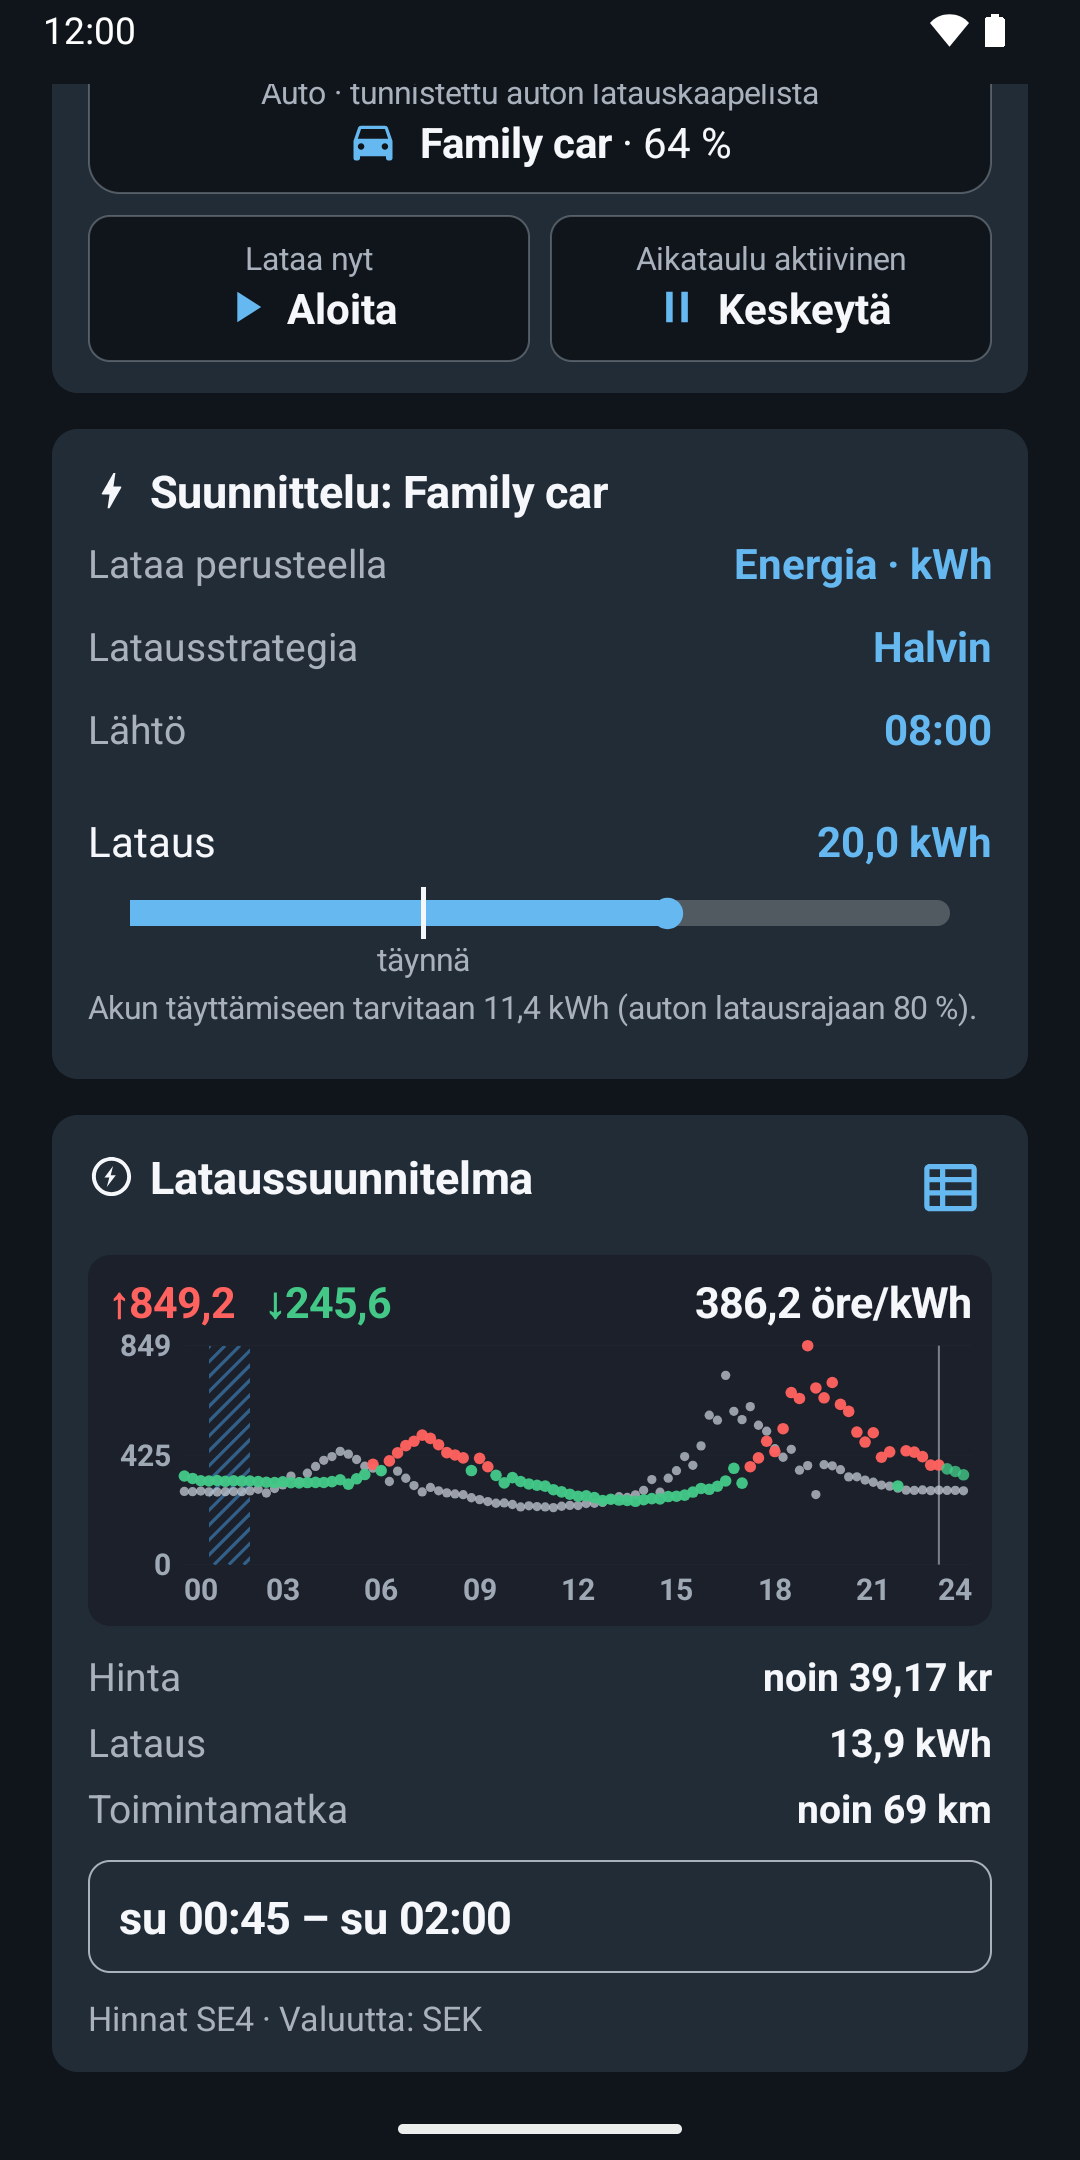 12:00
Auto · tunnistettu auton latauskaapelista
Family car · 64 %
Lataa nyt
Aloita
Aikataulu aktiivinen
Keskeytä
Suunnittelu: Family car
Lataa perusteella
Energia · kWh
Latausstrategia
Halvin
Lähtö
08:00
Lataus
20,0 kWh
täynnä
Akun täyttämiseen tarvitaan 11,4 kWh (auton latausrajaan 80 %).
Lataussuunnitelma
↑849,2 ↓245,6 386,2 öre/kWh
849
425
0
00 03 06 09 12 15 18 21 24
Hinta
noin 39,17 kr
Lataus
13,9 kWh
Toimintamatka
noin 69 km
su 00:45 – su 02:00
Hinnat SE4 · Valuutta: SEK